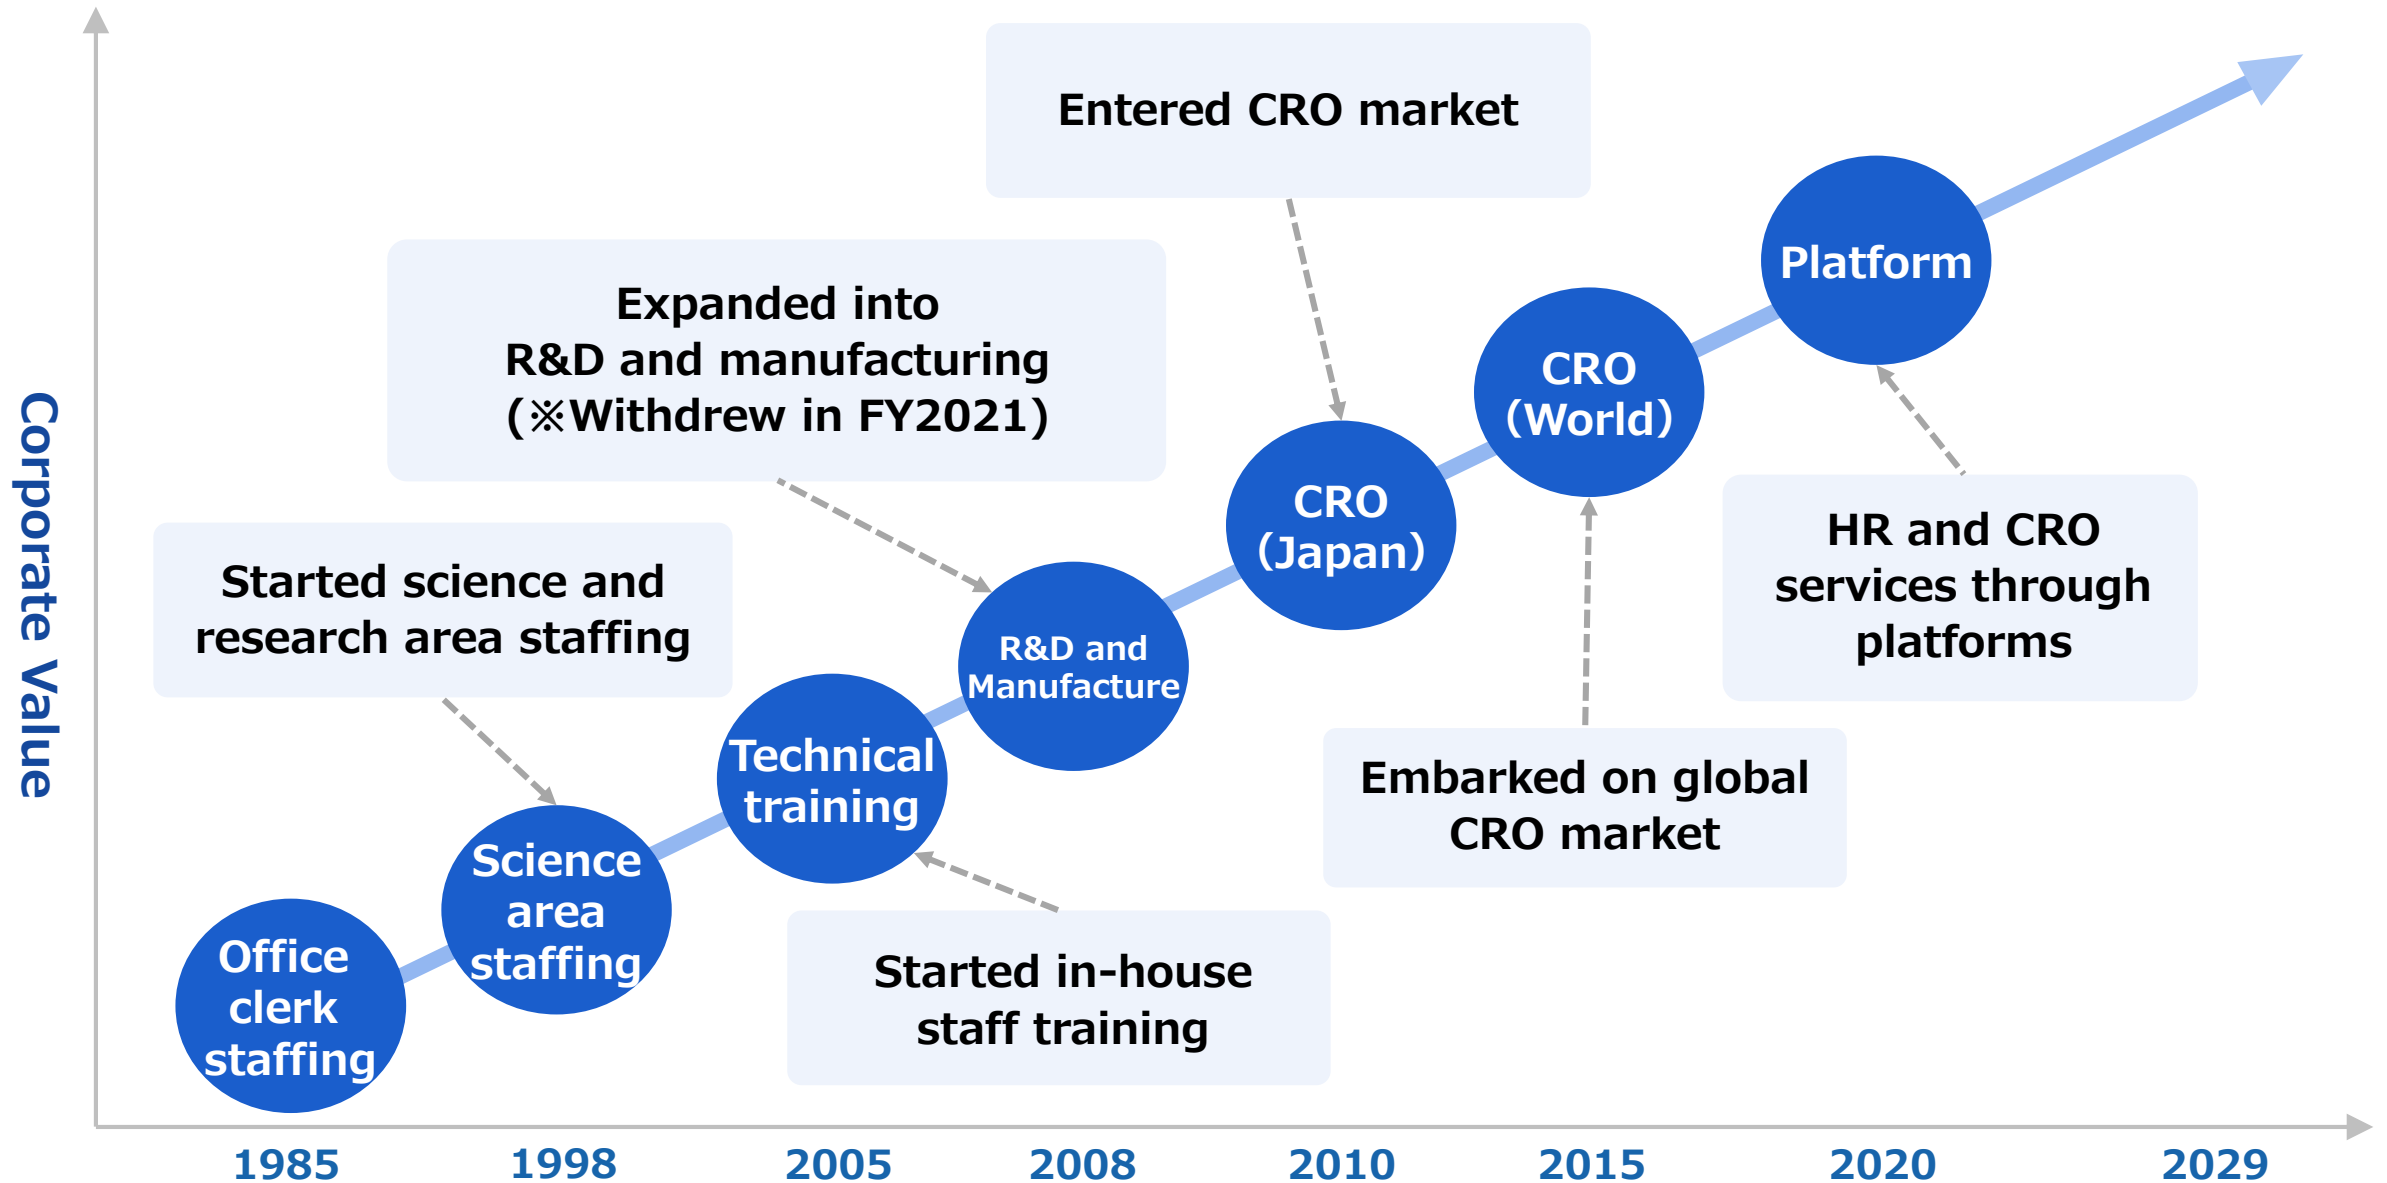 Entered CRO market
Expanded into
R&D and manufacturing
(※Withdrew in FY2021)
Started science and
research area staffing
Corporate Value
Office
clerk
staffing
Science
area
staffing
Technical
training
R&D and
Manufacture
CRO
(Japan)
CRO
(World)
Platform
HR and CRO
services through
platforms
Embarked on global
CRO market
Started in-house
staff training
1985
1998
2005
2008
2010
2015
2020
2029